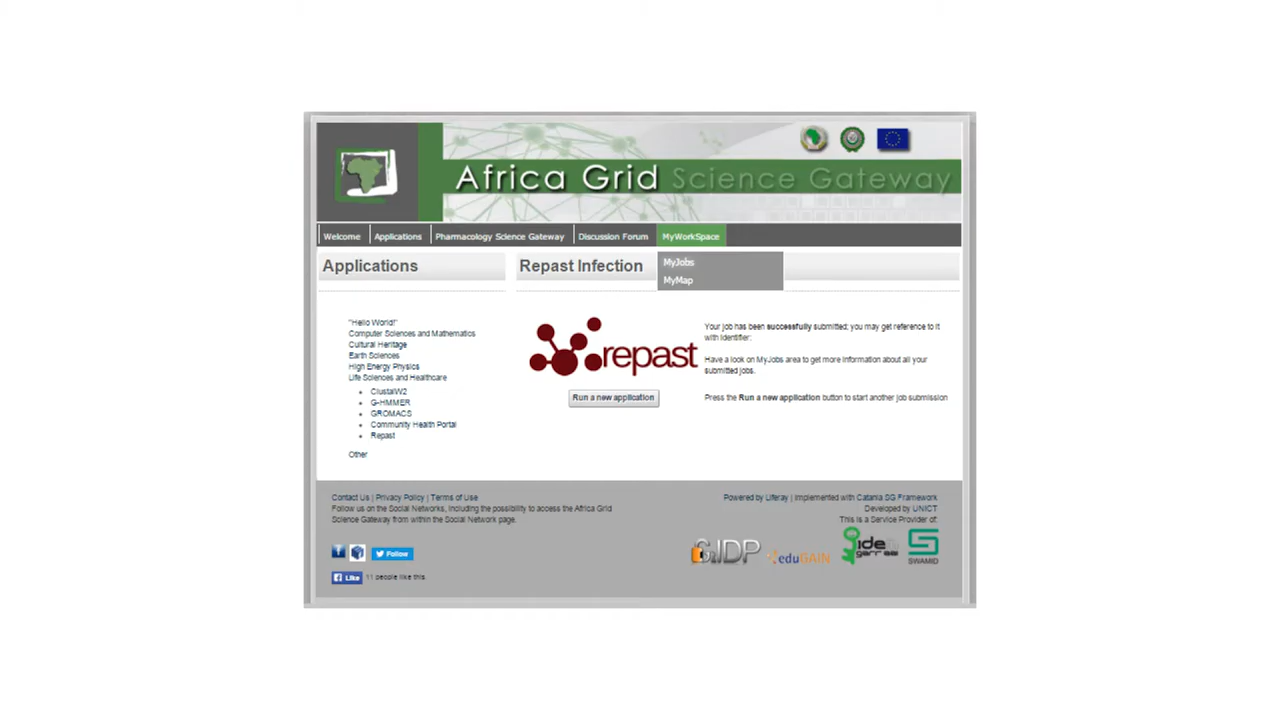 Africa Grid Science Gateway
Welcome
Applications
Pharmacology Science Gateway
Discussion Forum
MyWorkSpace
MyJobs
MyMap
Applications
"Hello World!"
Computer Sciences and Mathematics
Cultural Heritage
Earth Sciences
High Energy Physics
Life Sciences and Healthcare
ClustalW2
G-HMMER
GROMACS
Community Health Portal
Repast
Other
Repast Infection
repast
Run a new application
Your job has been successfully submitted; you may get reference to it
with identifier:
Have a look on MyJobs area to get more information about all your
submitted jobs.
Press the Run a new application button to start another job submission
Contact Us | Privacy Policy | Terms of Use
Follow us on the Social Networks, including the possibility to access the Africa Grid
Science Gateway from within the Social Network page.
Follow
Like
11 people like this
Powered by Liferay | Implemented with Catania SG Framework
Developed by UNICT
This is a Service Provider of:
IDP
eduGAIN
idem
garr aai
SWAMID